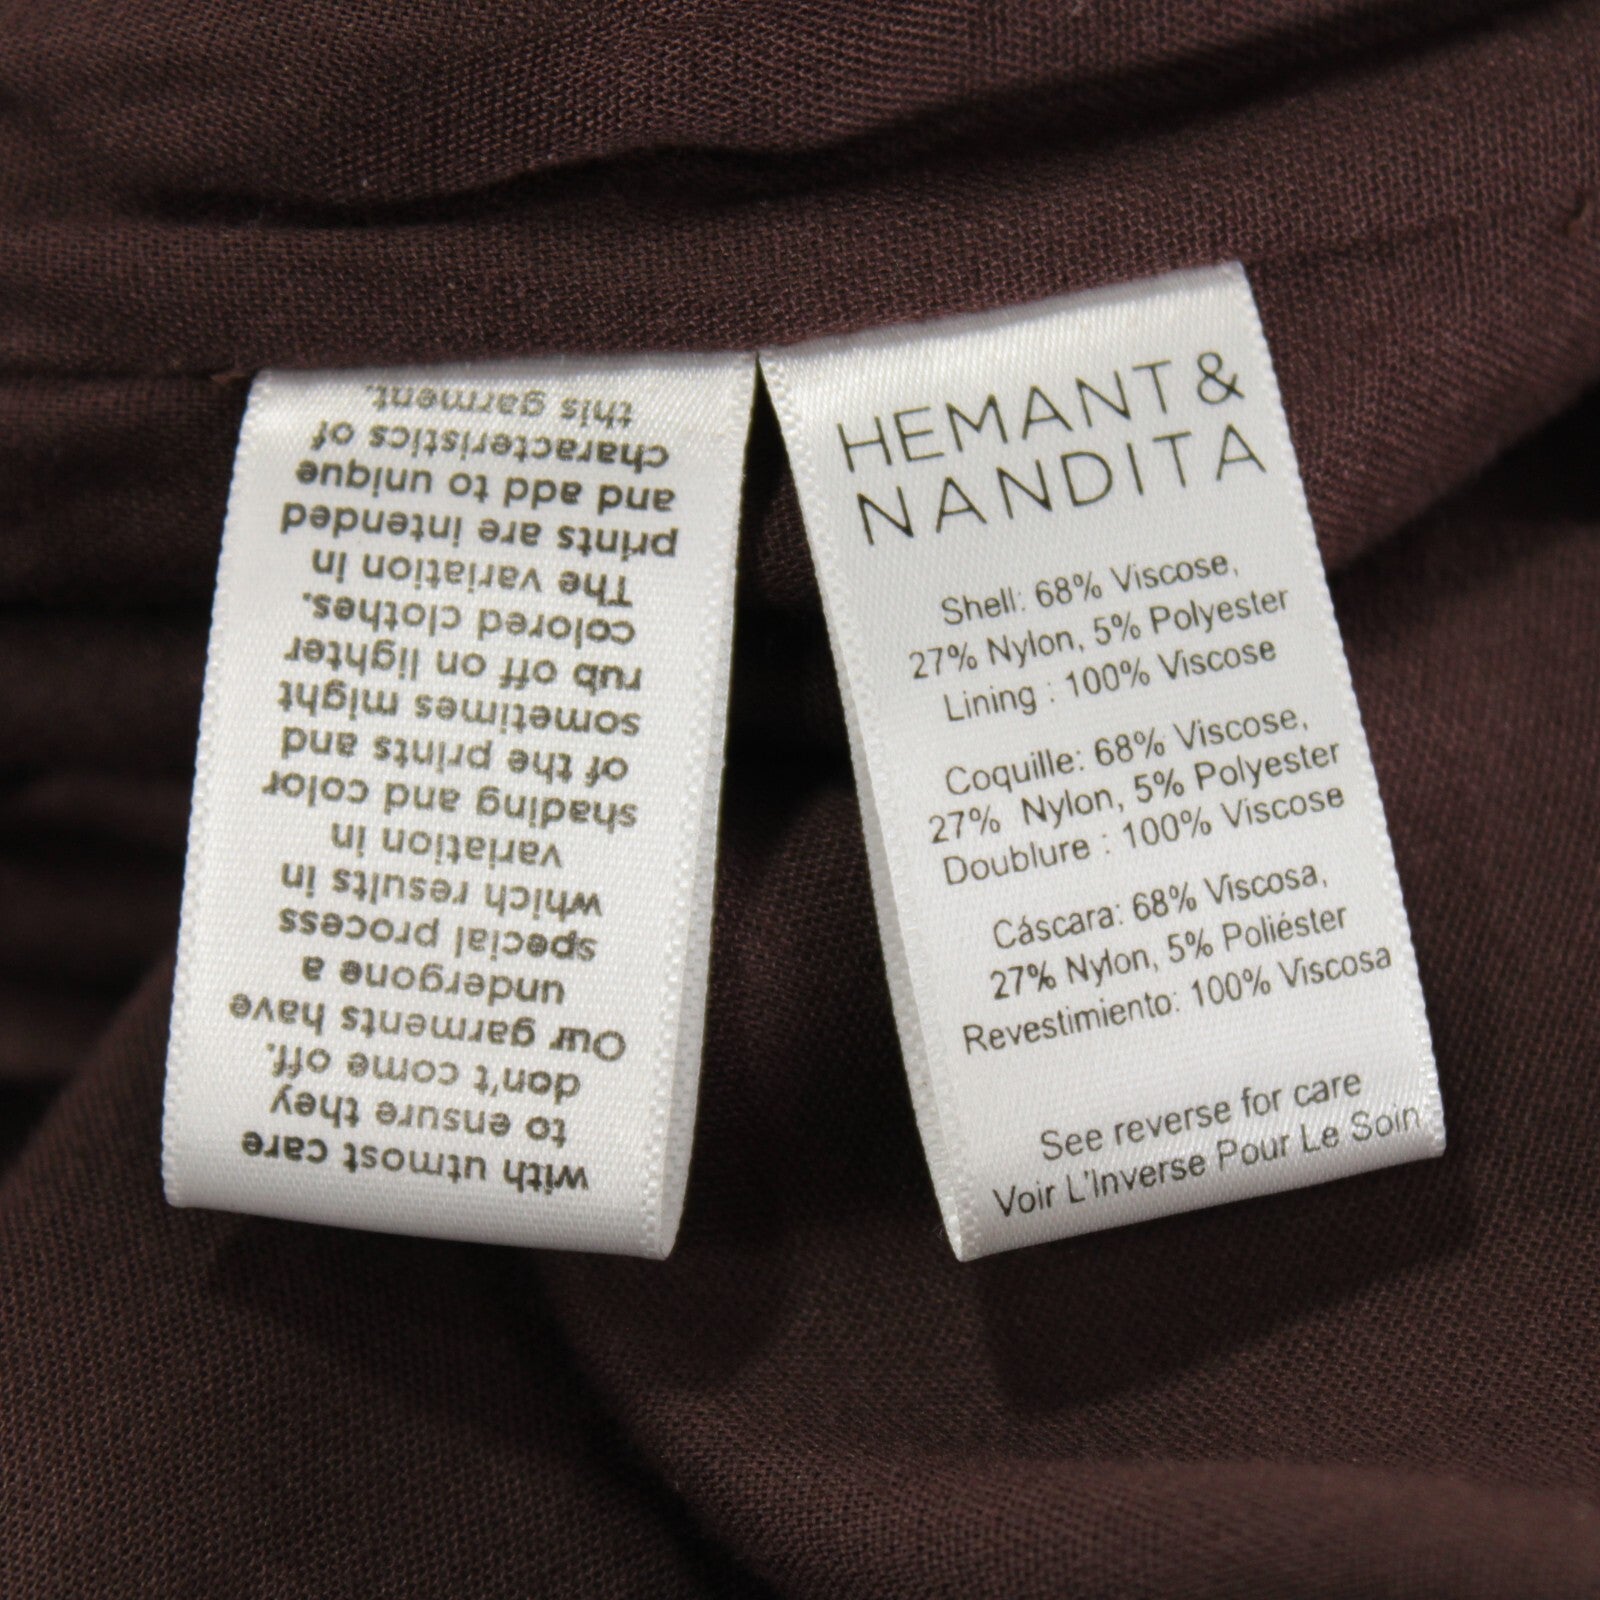 with utmost care
to ensure they
don't come off.
Our garments have
undergone a
special process
which results in
variation in
shading and color
of the prints and
sometimes might
rub off on lighter
colored clothes.
The variation in
prints are intended
and add to unique
characteristics of
this garment.
HEMANT &
NANDITA
Shell: 68% Viscose,
27% Nylon, 5% Polyester
Lining : 100% Viscose
Coquille: 68% Viscose,
27% Nylon, 5% Polyester
Doublure : 100% Viscose
Cáscara: 68% Viscosa,
27% Nylon, 5% Poliéster
Revestimiento: 100% Viscosa
See reverse for care
Voir L'Inverse Pour Le Soin